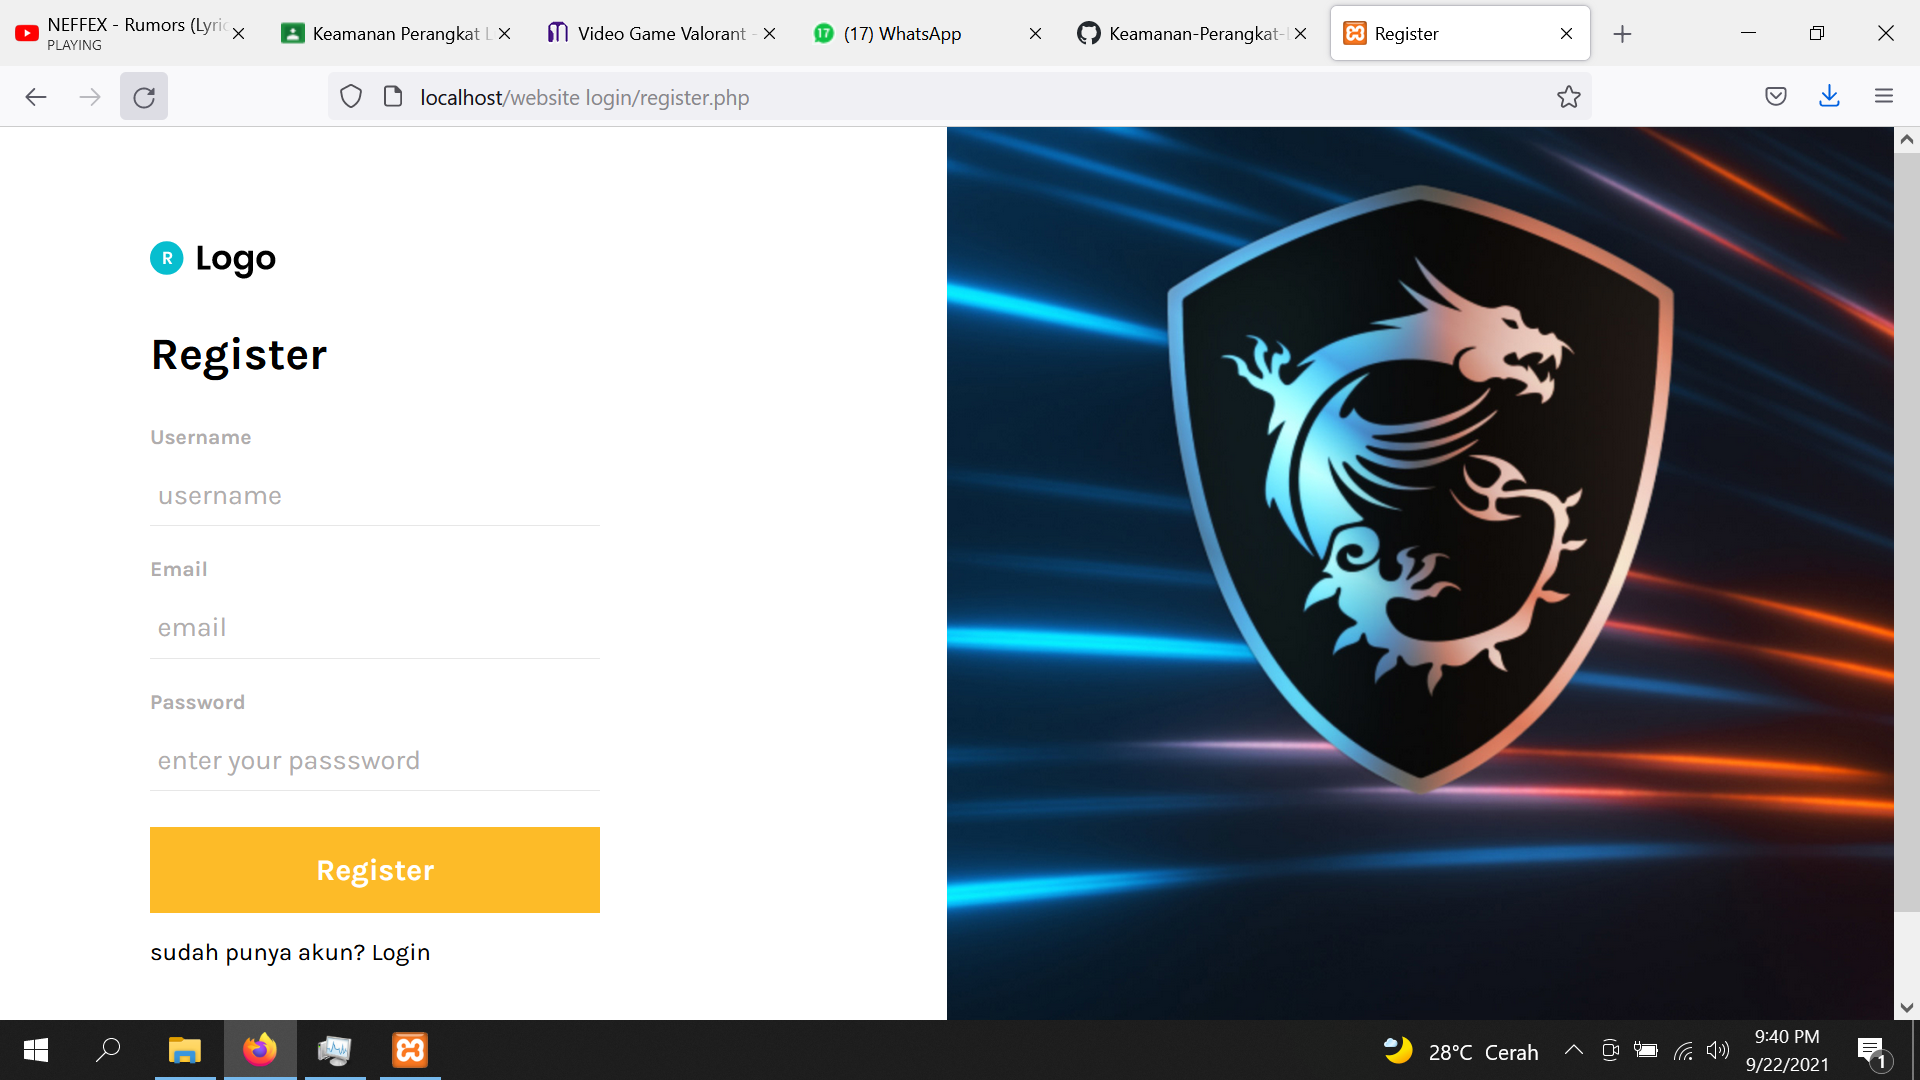 NEFFEX - Rumors (Lyric
PLAYING
Keamanan Perangkat L
Video Game Valorant -
(17) WhatsApp
Keamanan-Perangkat-
Register
localhost/website login/register.php
R Logo
Register
Username
username
Email
email
Password
enter your passsword
Register
sudah punya akun? Login
28°C Cerah
9:40 PM
9/22/2021
1